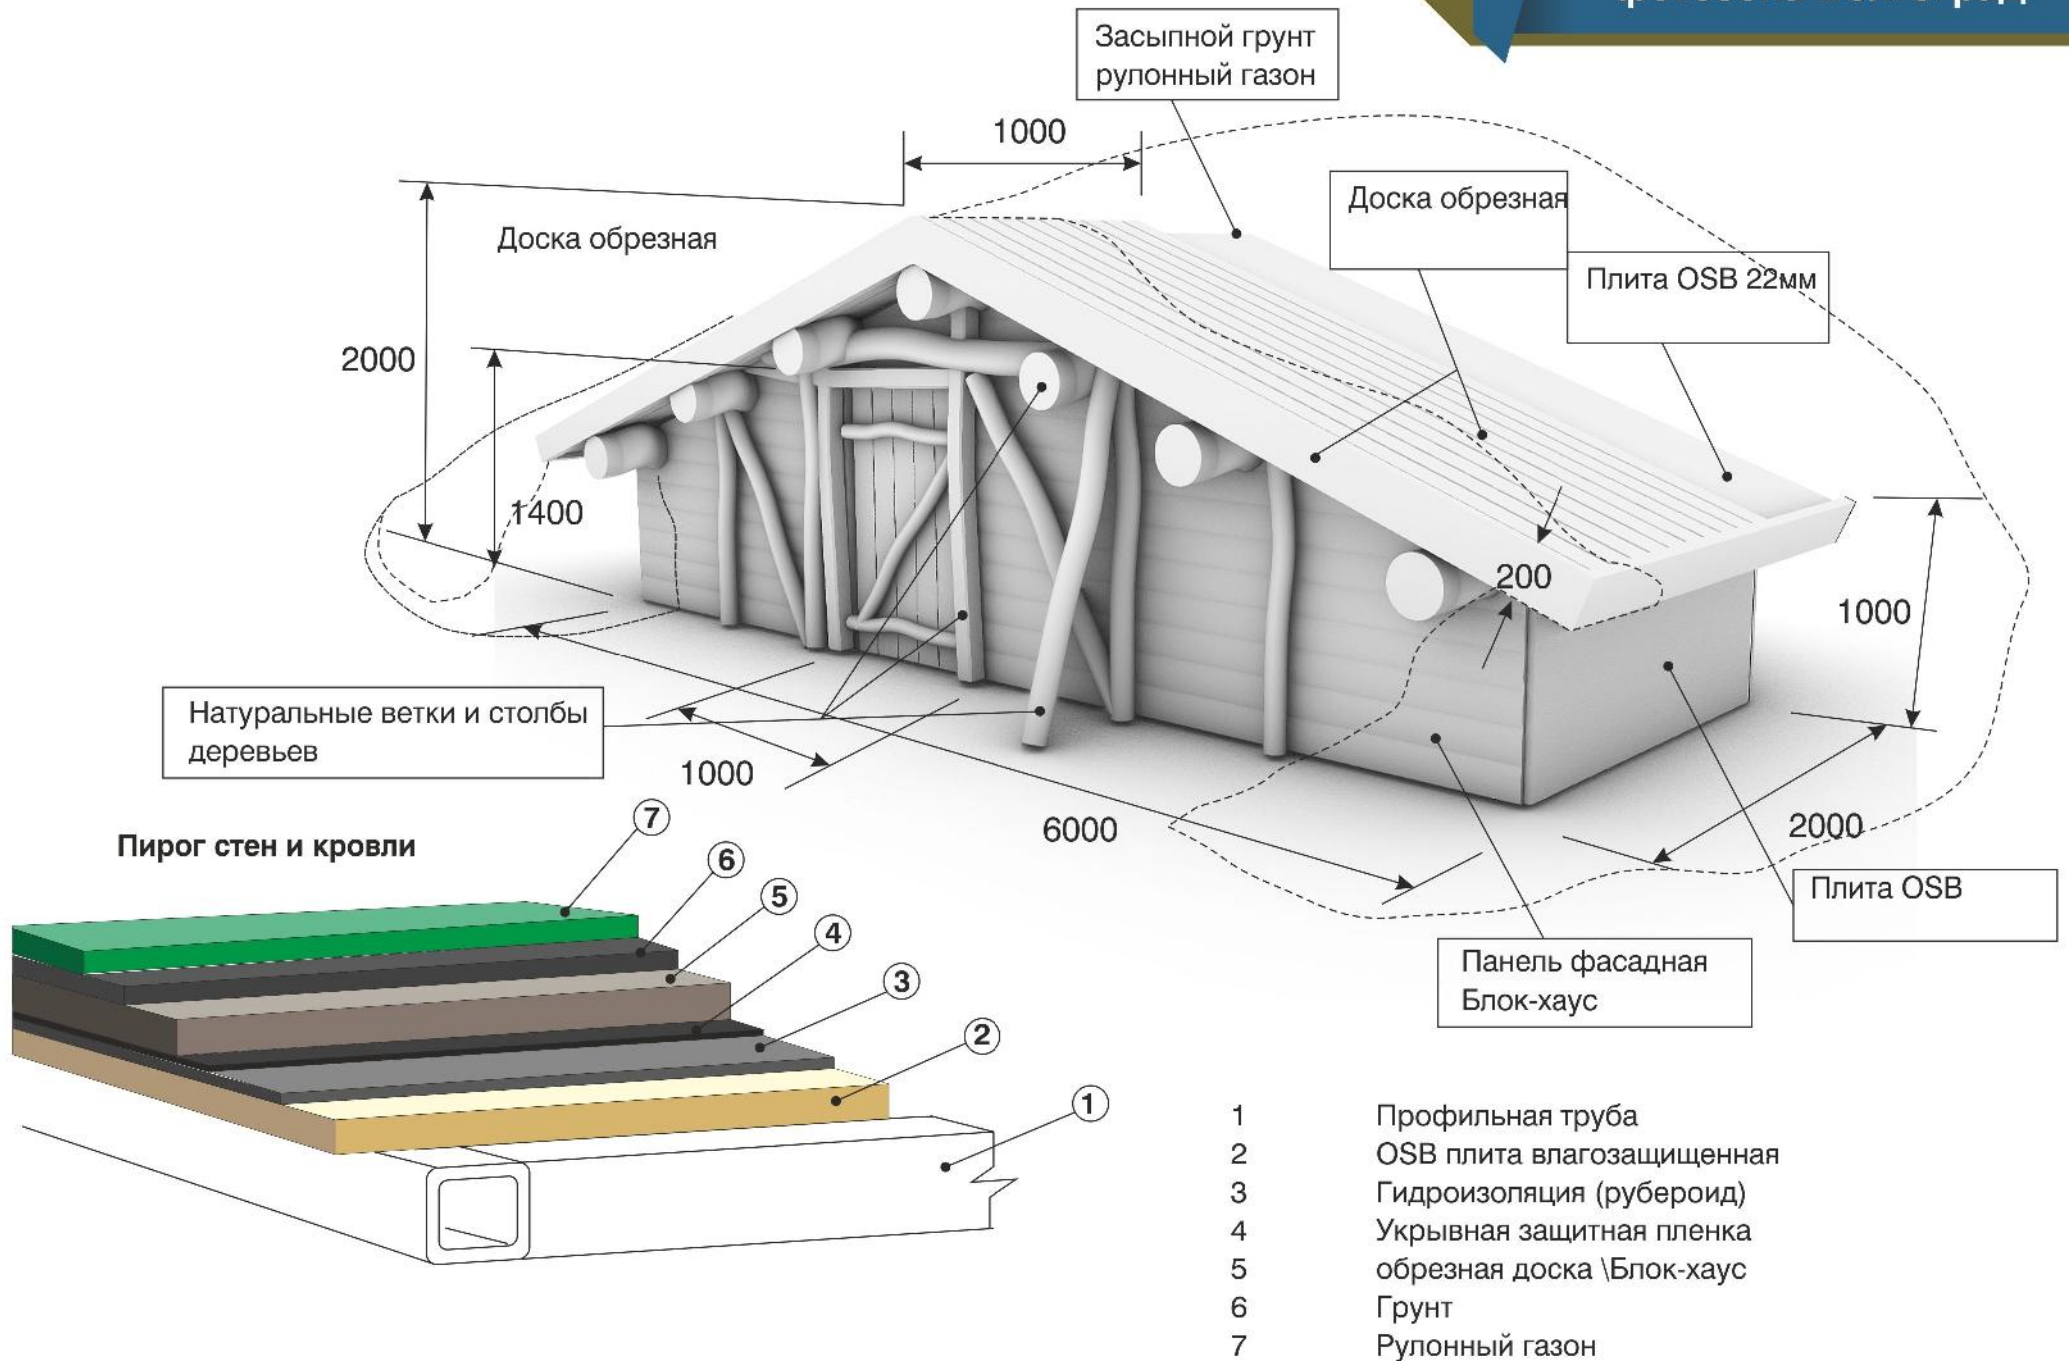 Засыпной грунт
рулонный газон
1000
Доска обрезная
Доска обрезная
Плита OSB 22мм
2000
1400
200
1000
Натуральные ветки и столбы
деревьев
1000
6000
2000
Плита OSB
Панель фасадная
Блок-хаус
Пирог стен и кровли
7
6
5
4
3
2
1
1 Профильная труба
2 OSB плита влагозащищенная
3 Гидроизоляция (рубероид)
4 Укрывная защитная пленка
5 обрезная доска \Блок-хаус
6 Грунт
7 Рулонный газон